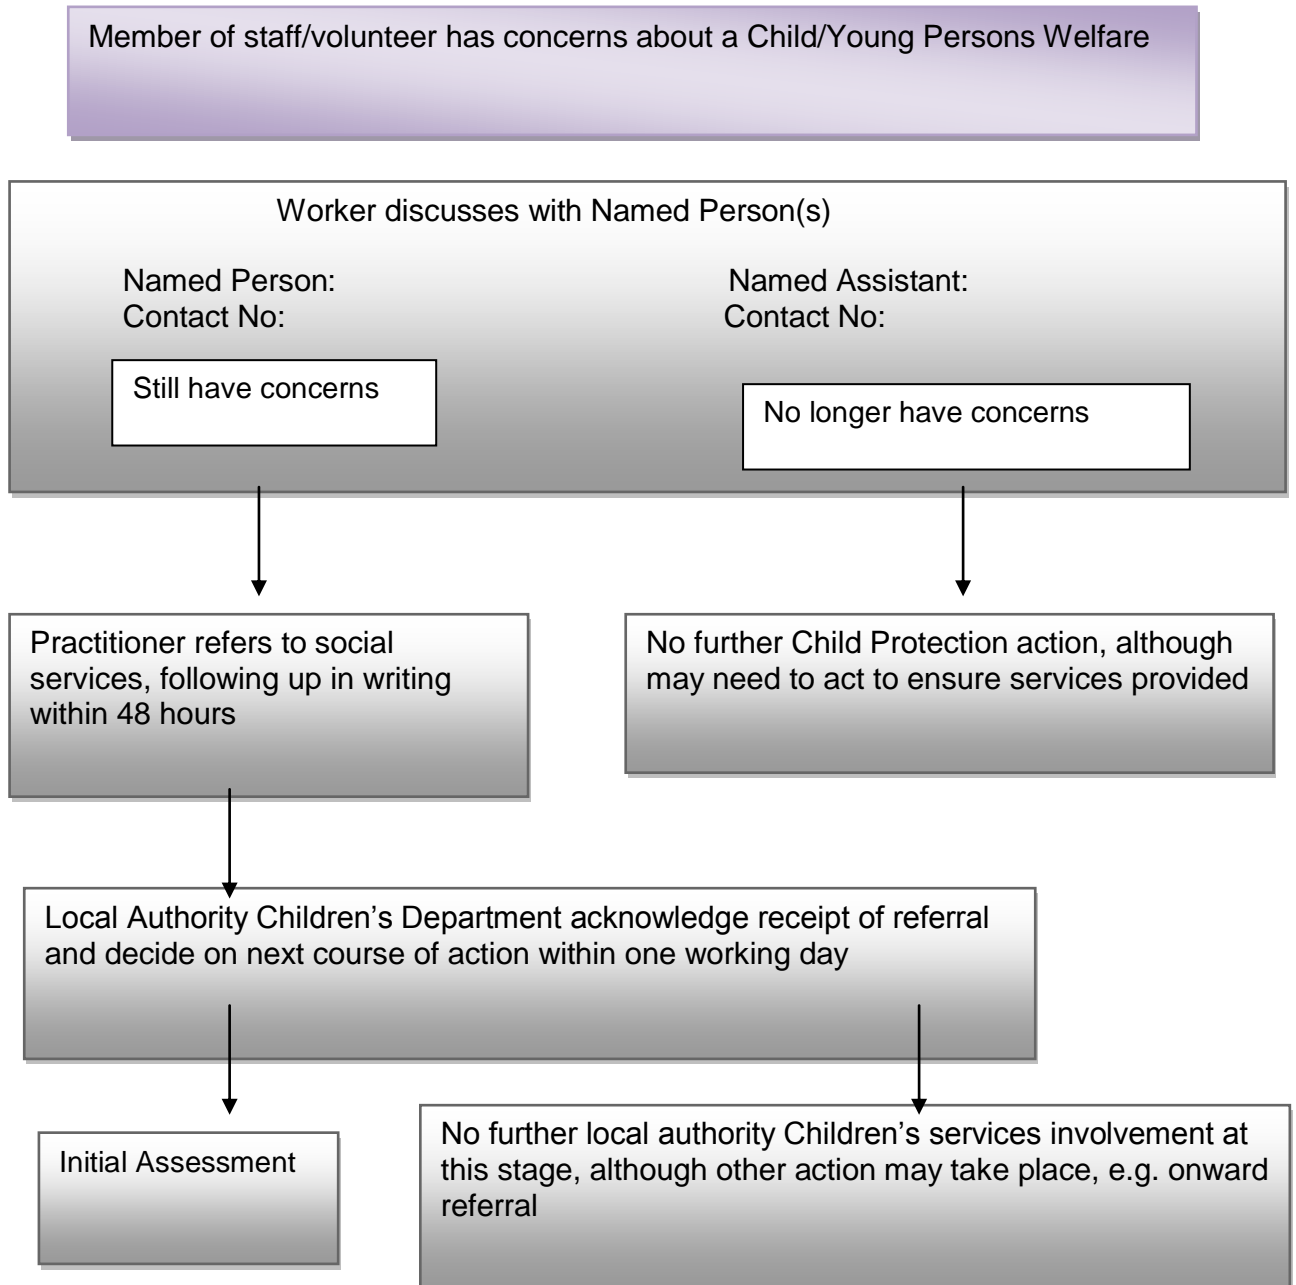 Member of staff/volunteer has concerns about a Child/Young Persons Welfare
Worker discusses with Named Person(s)
Named Person:
Contact No:
Named Assistant:
Contact No:
Still have concerns
No longer have concerns
Practitioner refers to social
services, following up in writing
within 48 hours
No further Child Protection action, although
may need to act to ensure services provided
Local Authority Children’s Department acknowledge receipt of referral
and decide on next course of action within one working day
Initial Assessment
No further local authority Children’s services involvement at
this stage, although other action may take place, e.g. onward
referral